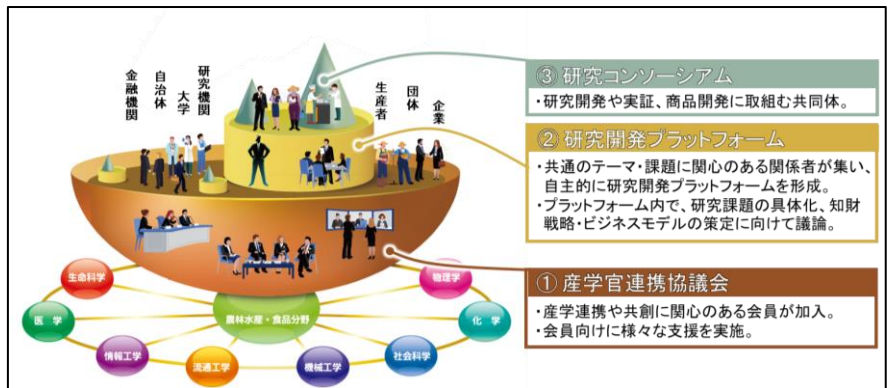 金融機関
自治体
大学
研究機関
生産者
団体
企業
③ 研究コンソーシアム
・研究開発や実証、商品開発に取組む共同体。
② 研究開発プラットフォーム
・共通のテーマ・課題に関心のある関係者が集い、
自主的に研究開発プラットフォームを形成。
・プラットフォーム内で、研究課題の具体化、知財
戦略・ビジネスモデルの策定に向けて議論。
① 産学官連携協議会
・産学連携や共創に関心のある会員が加入。
・会員向けに様々な支援を実施。
生命科学
物理学
医 学
農林水産・食品分野
化 学
情報工学
社会科学
流通工学
機械工学